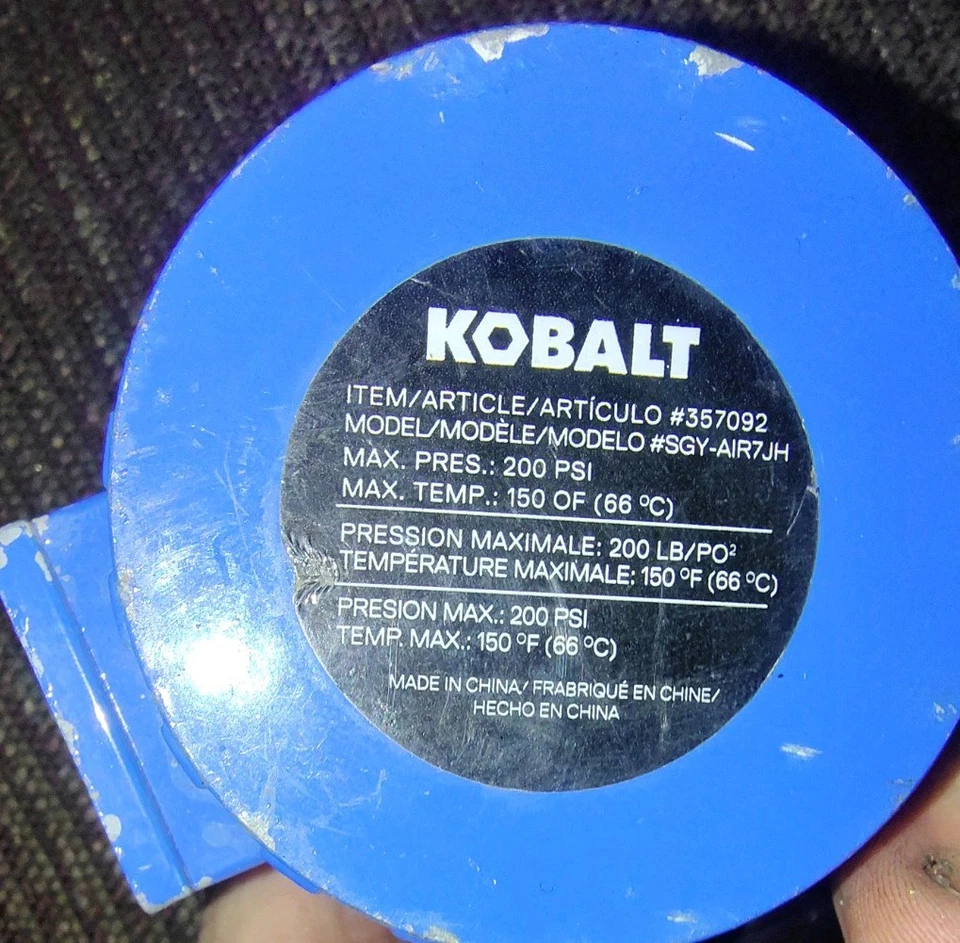 KOBALT
ITEM/ARTICLE/ARTÍCULO #357092
MODEL/MODÈLE/MODELO #SGY-AIR7JH
MAX. PRES.: 200 PSI
MAX. TEMP.: 150 OF (66 ºC)
PRESSION MAXIMALE: 200 LB/PO²
TEMPÉRATURE MAXIMALE: 150 ºF (66 ºC)
PRESION MAX.: 200 PSI
TEMP. MAX.: 150 ºF (66 ºC)
MADE IN CHINA/ FRABRIQUÉ EN CHINE/
HECHO EN CHINA